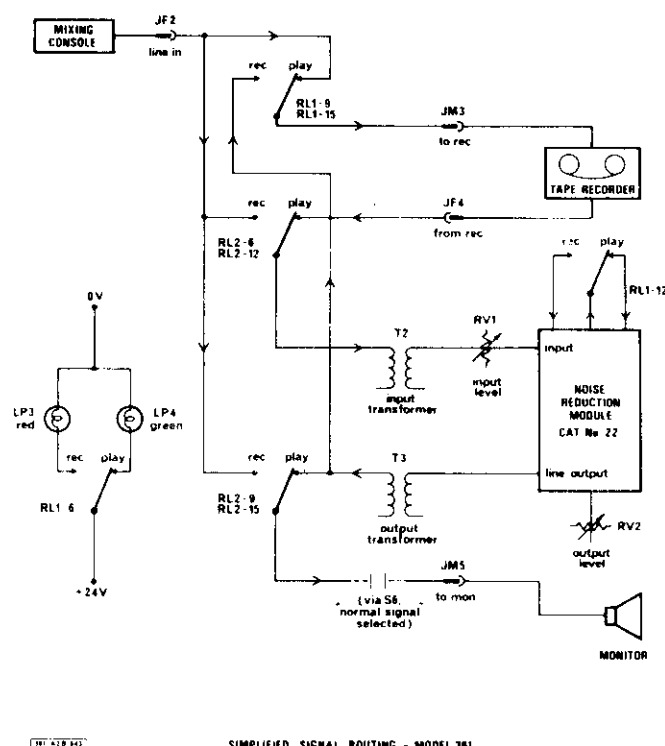 MIXING
CONSOLE
JF2
line in
rec
play
RL1-9
RL1-15
JM3
to rec
TAPE RECORDER
rec
play
RL2-6
RL2-12
JF4
from rec
rec
play
RL1-12
0V
LP3
red
LP4
green
rec
play
RL1-6
+24V
T2
input
transformer
RV1
input
level
input
NOISE
REDUCTION
MODULE
CAT No 22
line output
rec
play
RL2-9
RL2-15
T3
output
transformer
RV2
output
level
(via S6,
normal signal
selected)
JM5
to mon
MONITOR
SIMPLIFIED SIGNAL ROUTING - MODEL 361